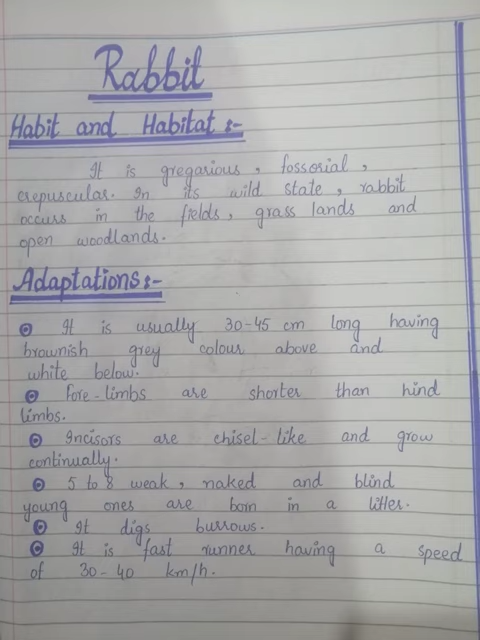 Rabbit
Habit and Habitat :-
It is gregarious, fossorial,
crepuscular. In its wild state, rabbit
occurs in the fields, grass lands and
open woodlands.
Adaptations:-
It is usually 30-45 cm long having
brownish grey colour above and
white below.
Fore-limbs are shorter than hind
limbs.
Incisors are chisel-like and grow
continually.
5 to 8 weak, naked and blind
young ones are born in a litter.
It digs burrows.
It is fast runner having a speed
of 30-40 km/h.